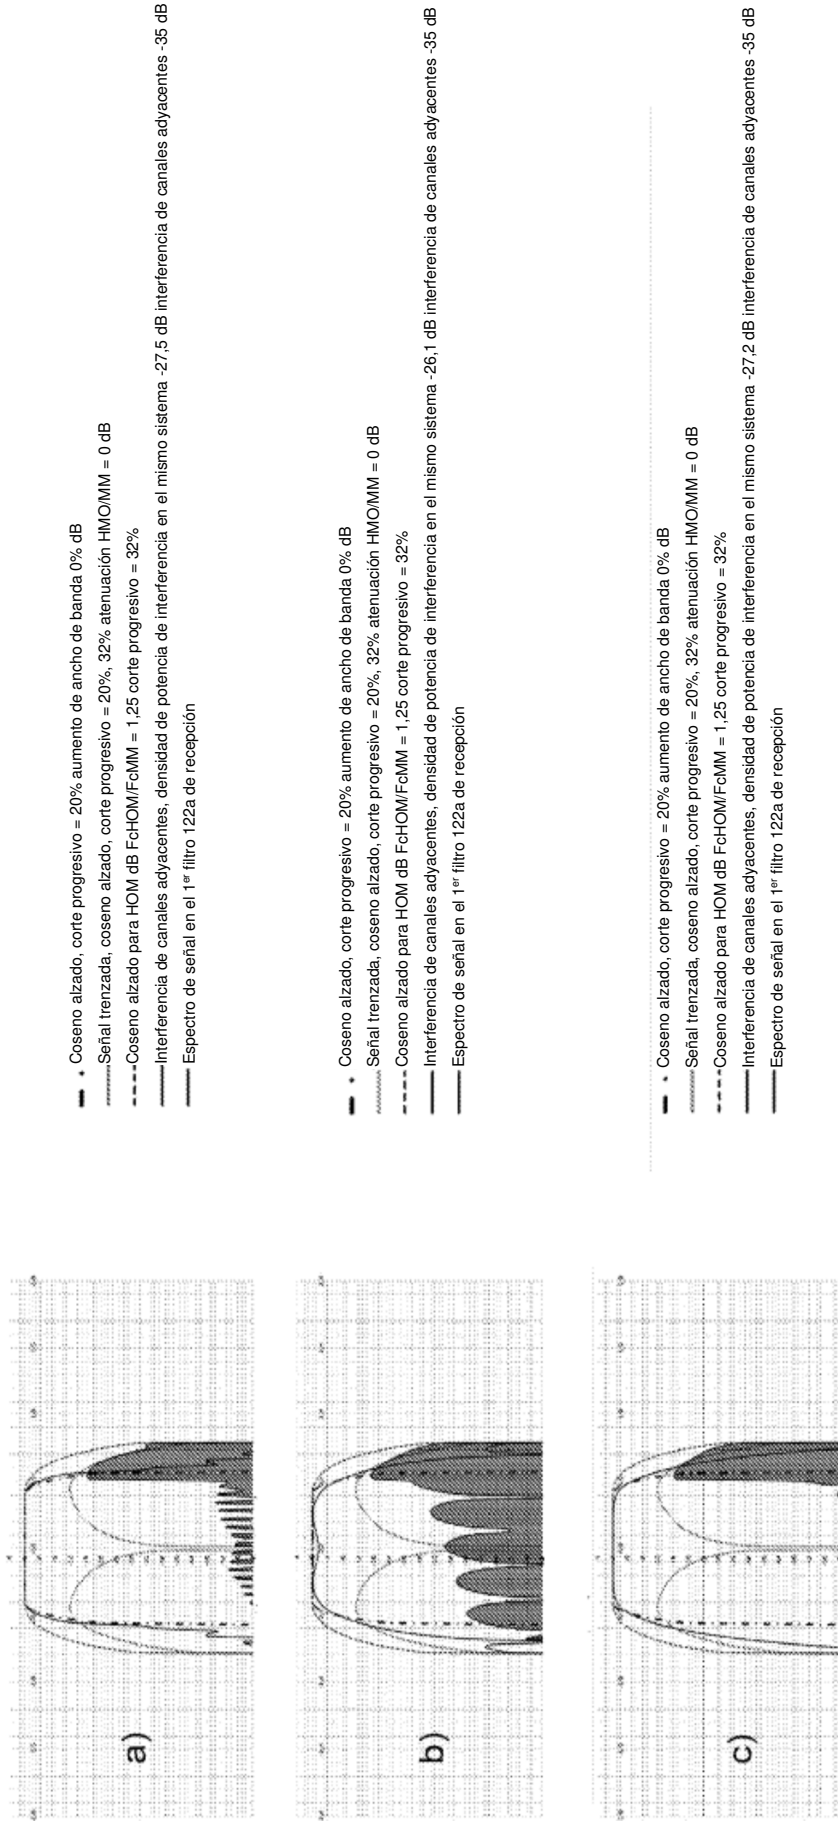 a)
Coseno alzado, corte progresivo = 20% aumento de ancho de banda 0% dB
Señal trenzada, coseno alzado, corte progresivo = 20%, 32% atenuación HMO/MM = 0 dB
Coseno alzado para HOM dB FcHOM/FcMM = 1,25 corte progresivo = 32%
Interferencia de canales adyacentes, densidad de potencia de interferencia en el mismo sistema -27,5 dB interferencia de canales adyacentes -35 dB
Espectro de señal en el 1er filtro 122a de recepción
b)
Coseno alzado, corte progresivo = 20% aumento de ancho de banda 0% dB
Señal trenzada, coseno alzado, corte progresivo = 20%, 32% atenuación HMO/MM = 0 dB
Coseno alzado para HOM dB FcHOM/FcMM = 1,25 corte progresivo = 32%
Interferencia de canales adyacentes, densidad de potencia de interferencia en el mismo sistema -26,1 dB interferencia de canales adyacentes -35 dB
Espectro de señal en el 1er filtro 122a de recepción
c)
Coseno alzado, corte progresivo = 20% aumento de ancho de banda 0% dB
Señal trenzada, coseno alzado, corte progresivo = 20%, 32% atenuación HMO/MM = 0 dB
Coseno alzado para HOM dB FcHOM/FcMM = 1,25 corte progresivo = 32%
Interferencia de canales adyacentes, densidad de potencia de interferencia en el mismo sistema -27,2 dB interferencia de canales adyacentes -35 dB
Espectro de señal en el 1er filtro 122a de recepción